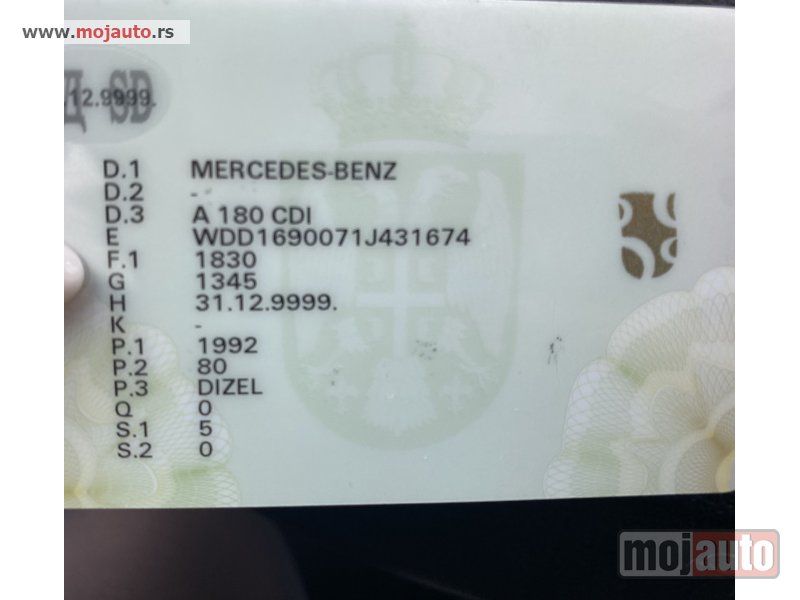 www.mojauto.rs
.12.9999.
SD
D.1 MERCEDES-BENZ
D.2 -
D.3 A 180 CDI
E WDD1690071J431674
F.1 1830
G 1345
H 31.12.9999.
K -
P.1 1992
P.2 80
P.3 DIZEL
Q 0
S.1 5
S.2 0
mojauto